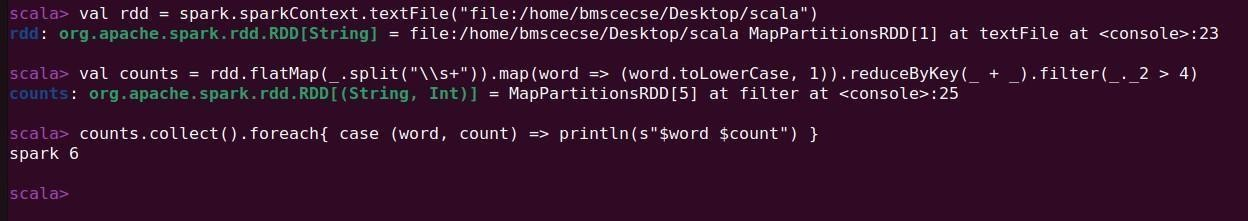 scala> val rdd = spark.sparkContext.textFile("file:/home/bmscecse/Desktop/scala")
rdd: org.apache.spark.rdd.RDD[String] = file:/home/bmscecse/Desktop/scala MapPartitionsRDD[1] at textFile at <console>:23
scala> val counts = rdd.flatMap(_.split("\\s+")).map(word => (word.toLowerCase, 1)).reduceByKey(_ + _).filter(_._2 > 4)
counts: org.apache.spark.rdd.RDD[(String, Int)] = MapPartitionsRDD[5] at filter at <console>:25
scala> counts.collect().foreach{ case (word, count) => println(s"$word $count") }
spark 6
scala>